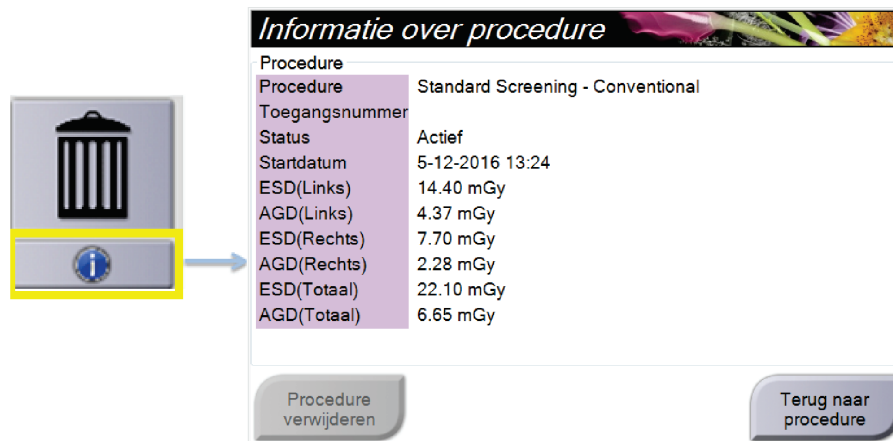 Informatie over procedure
Procedure
Procedure Standard Screening - Conventional
Toegangsnummer
Status Actief
Startdatum 5-12-2016 13:24
ESD(Links) 14.40 mGy
AGD(Links) 4.37 mGy
ESD(Rechts) 7.70 mGy
AGD(Rechts) 2.28 mGy
ESD(Totaal) 22.10 mGy
AGD(Totaal) 6.65 mGy
Procedure
verwijderen
Terug naar
procedure